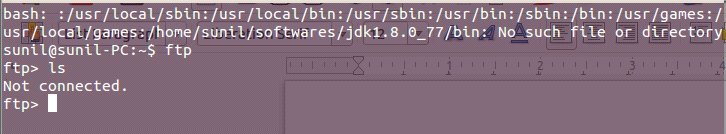 bash: :/usr/local/sbin:/usr/local/bin:/usr/sbin:/usr/bin:/sbin:/bin:/usr/games:/
usr/local/games:/home/sunil/softwares/jdk1.8.0_77/bin: No such file or directory
sunil@sunil-PC:~$ ftp
ftp> ls
Not connected.
ftp>